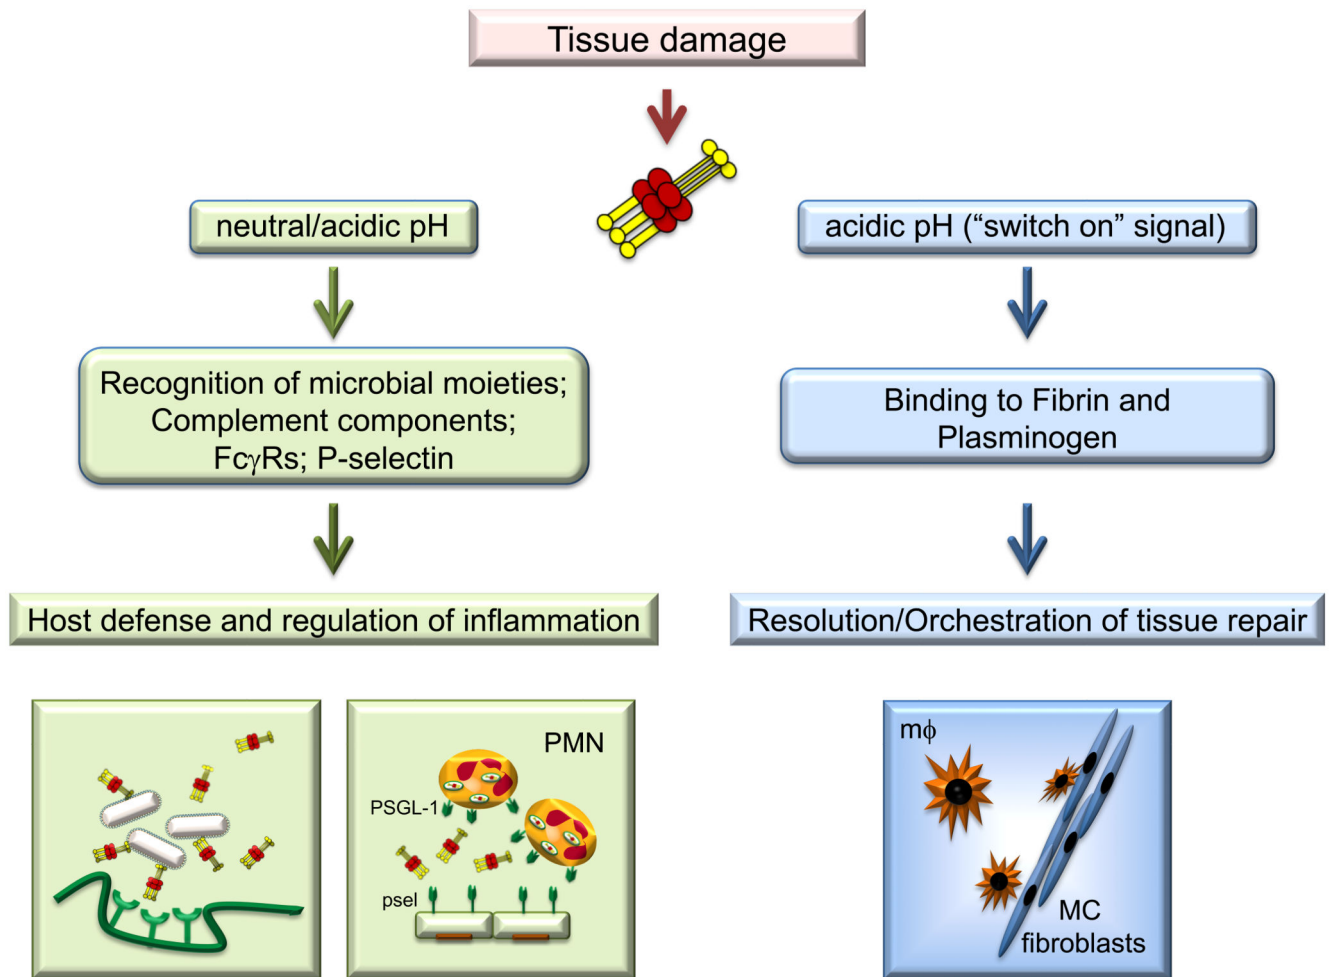 Tissue damage
neutral/acidic pH
acidic pH (“switch on” signal)
Recognition of microbial moieties;
Complement components;
FcγRs; P-selectin
Binding to Fibrin and
Plasminogen
Host defense and regulation of inflammation
Resolution/Orchestration of tissue repair
PMN
PSGL-1
psel
mϕ
MC
fibroblasts